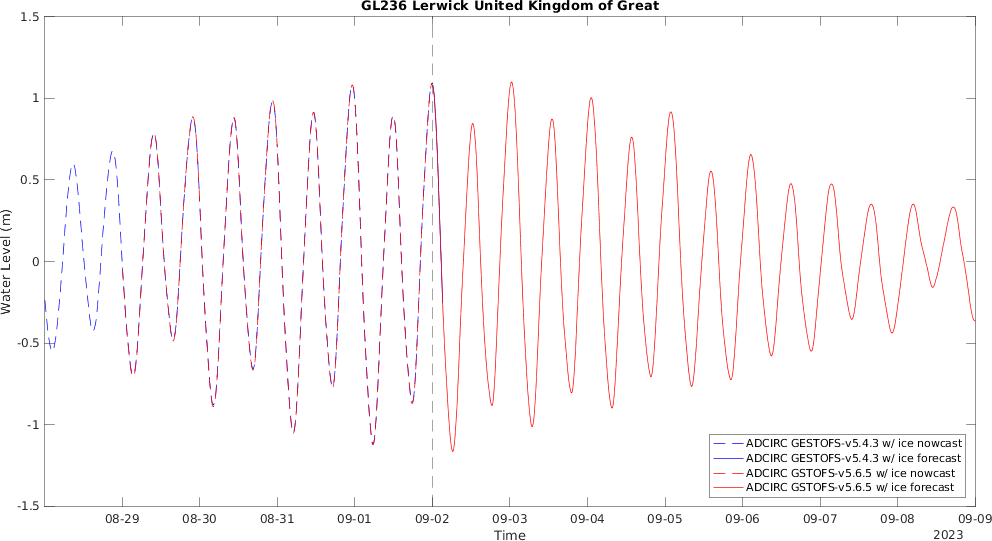 GL236 Lerwick United Kingdom of Great
1.5
1
0.5
0
-0.5
-1
-1.5
Water Level (m)
08-29 08-30 08-31 09-01 09-02 09-03 09-04 09-05 09-06 09-07 09-08 09-09
Time
2023
ADCIRC GESTOFS-v5.4.3 w/ ice nowcast
ADCIRC GESTOFS-v5.4.3 w/ ice forecast
ADCIRC GSTOFS-v5.6.5 w/ ice nowcast
ADCIRC GSTOFS-v5.6.5 w/ ice forecast